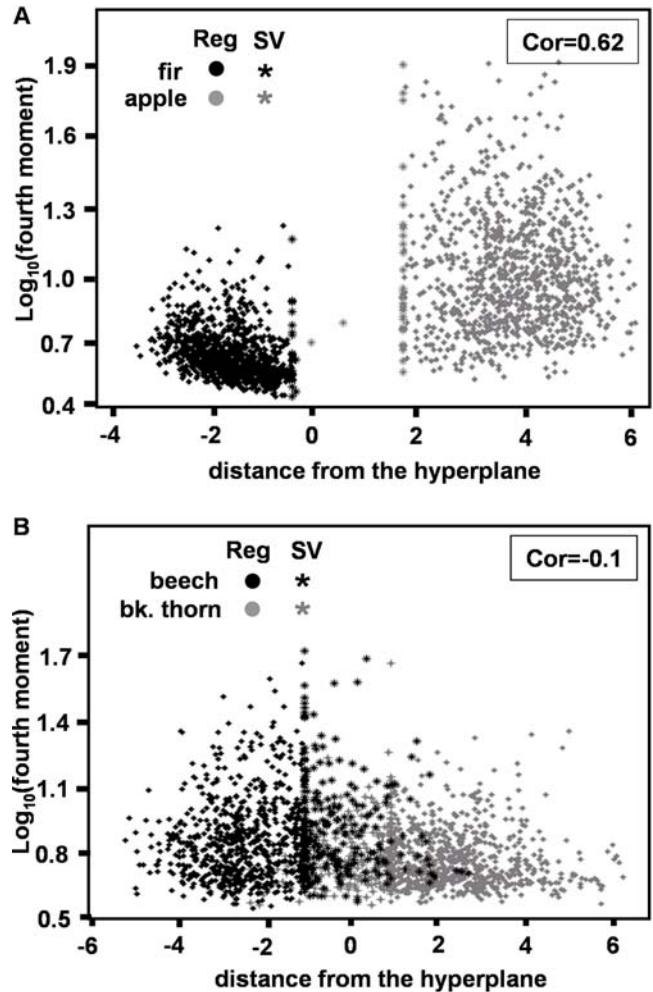 A
Reg SV
fir
apple
Cor=0.62
Log10(fourth moment)
1.9
1.6
1.3
1.0
0.7
0.4
-4 -2 0 2 4 6
distance from the hyperplane
B
Reg SV
beech
bk. thorn
Cor=-0.1
Log10(fourth moment)
1.7
1.4
1.1
0.8
0.5
-6 -4 -2 0 2 4 6
distance from the hyperplane